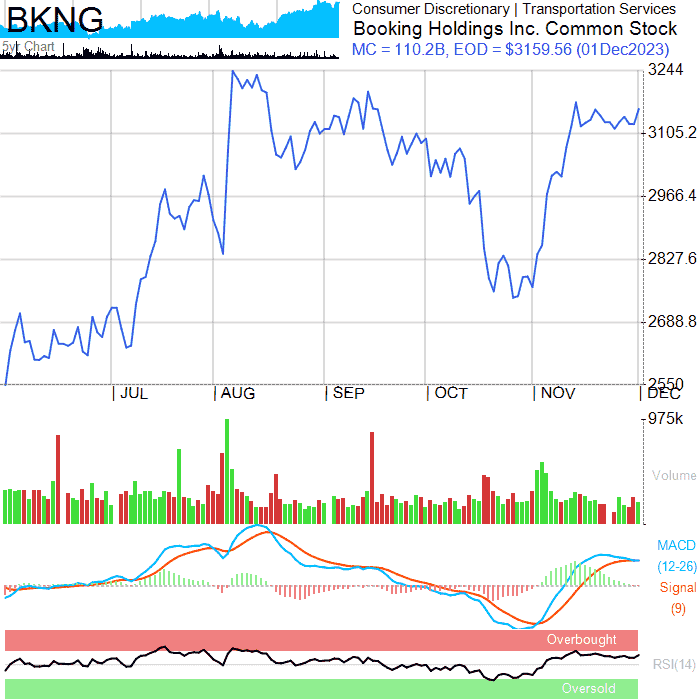 BKNG
5yr Chart
Consumer Discretionary | Transportation Services
Booking Holdings Inc. Common Stock
MC = 110.2B, EOD = $3159.56 (01Dec2023)
3244
3105.2
2966.4
2827.6
2688.8
2550
JUL
AUG
SEP
OCT
NOV
DEC
975k
Volume
MACD
(12-26)
Signal
(9)
Overbought
RSI(14)
Oversold